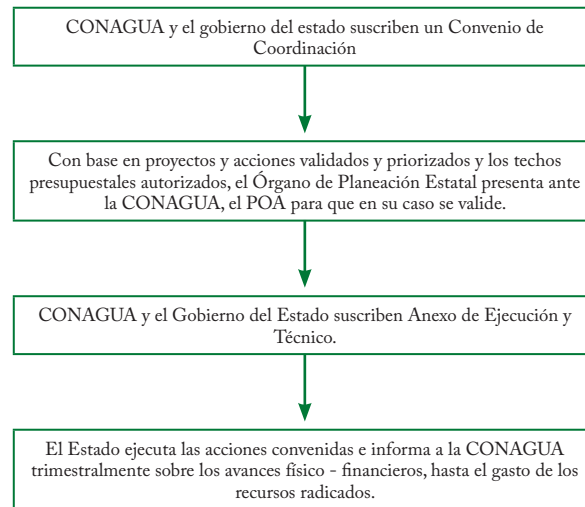 CONAGUA y el gobierno del estado suscriben un Convenio de
Coordinación
Con base en proyectos y acciones validados y priorizados y los techos
presupuestales autorizados, el Órgano de Planeación Estatal presenta ante
la CONAGUA, el POA para que en su caso se valide.
CONAGUA y el Gobierno del Estado suscriben Anexo de Ejecución y
Técnico.
El Estado ejecuta las acciones convenidas e informa a la CONAGUA
trimestralmente sobre los avances físico - financieros, hasta el gasto de los
recursos radicados.